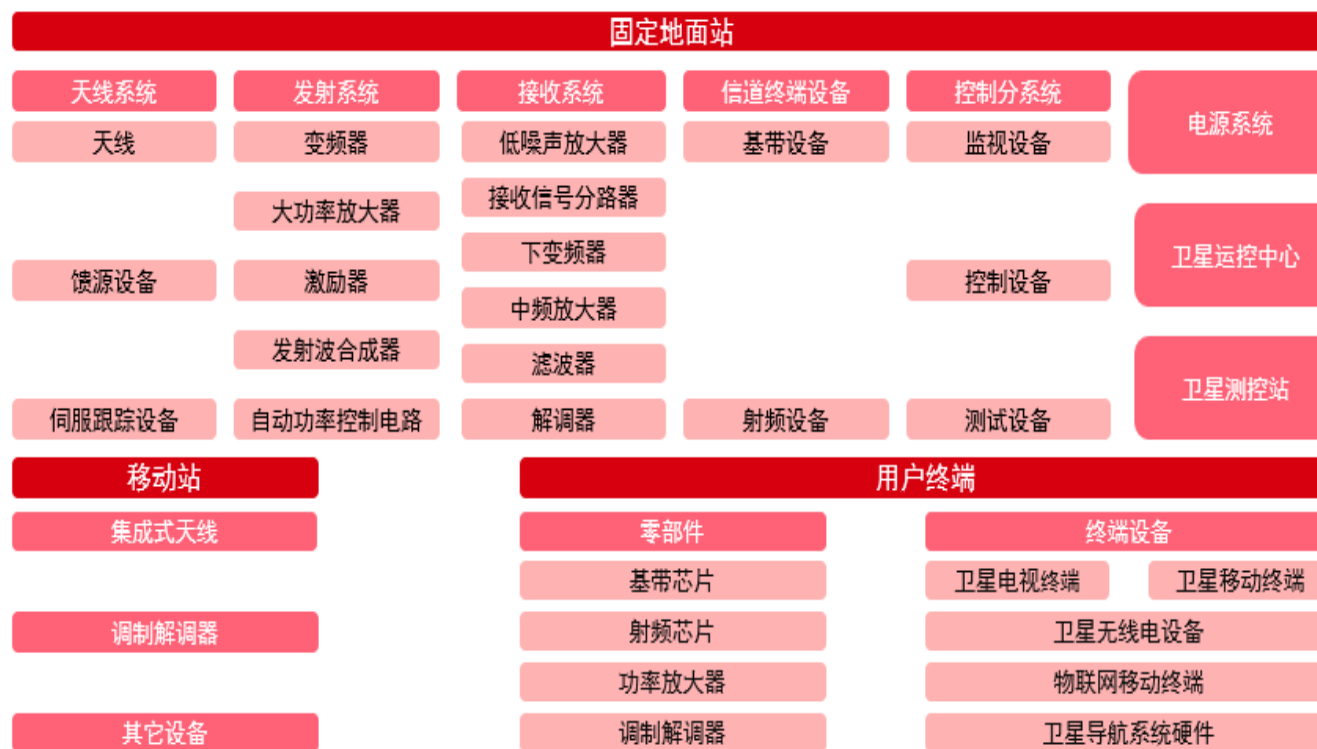 固定地面站
天线系统 发射系统 接收系统 信道终端设备 控制分系统 电源系统
天线 变频器 低噪声放大器 基带设备 监视设备
大功率放大器 接收信号分路器
下变频器 卫星运控中心
馈源设备 激励器 控制设备
中频放大器
发射波合成器 滤波器 卫星测控站
伺服跟踪设备 自动功率控制电路 解调器 射频设备 测试设备
移动站 用户终端
集成式天线 零部件 终端设备
基带芯片 卫星电视终端 卫星移动终端
调制解调器 射频芯片 卫星无线电设备
功率放大器 物联网移动终端
其它设备 调制解调器 卫星导航系统硬件